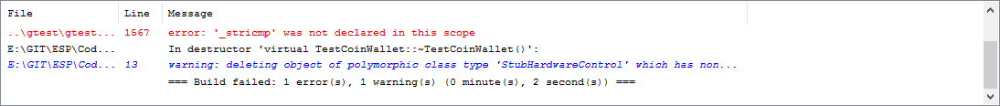 File Line Message
..\gtest\gtest... 1567 error: '_stricmp' was not declared in this scope
E:\GIT\ESP\Cod... In destructor 'virtual TestCoinWallet::~TestCoinWallet()':
E:\GIT\ESP\Cod... 13 warning: deleting object of polymorphic class type 'StubHardwareControl' which has non...
=== Build failed: 1 error(s), 1 warning(s) (0 minute(s), 2 second(s)) ===